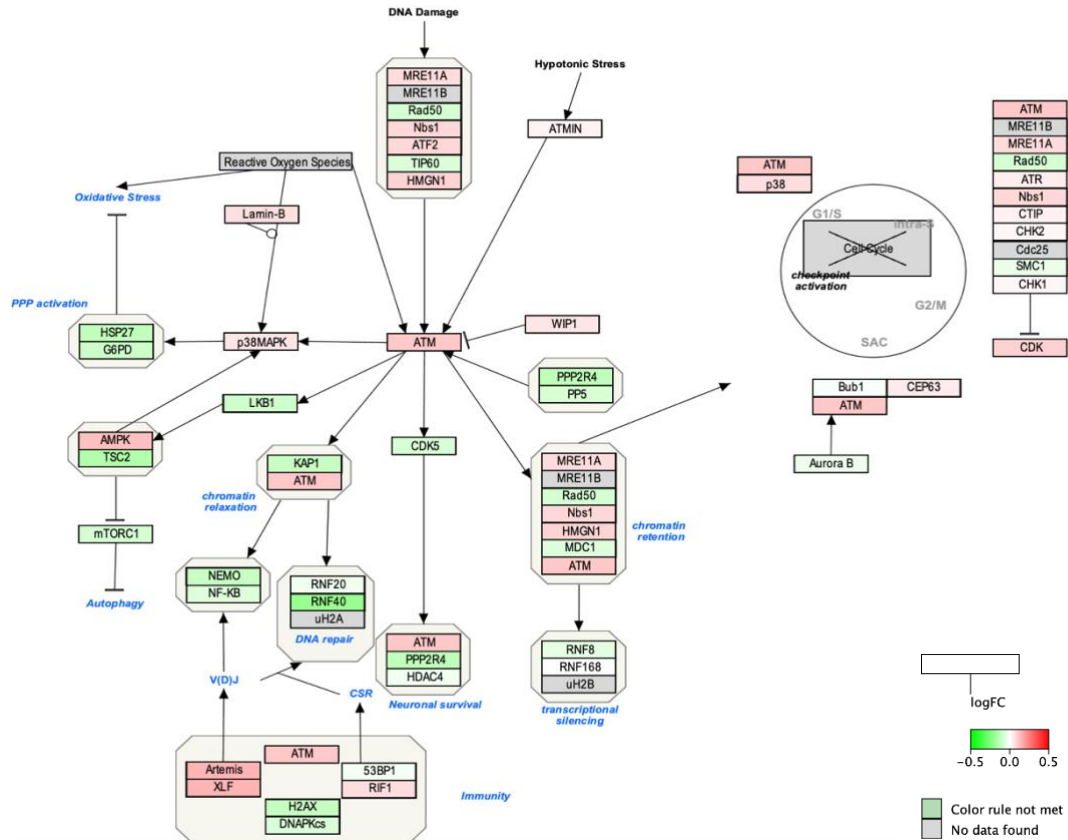 DNA Damage
MRE11A
MRE11B
Rad50
Nbs1
ATF2
TIP60
HMGN1
Hypotonic Stress
ATMIN
Reactive Oxygen Species
Oxidative Stress
Lamin-B
PPP activation
HSP27
G6PD
p38MAPK
ATM
WIP1
PPP2R4
PP5
LKB1
AMPK
TSC2
CDK5
KAP1
ATM
chromatin
relaxation
mTORC1
Autophagy
NEMO
NF-KB
RNF20
RNF40
uH2A
DNA repair
ATM
PPP2R4
HDAC4
Neuronal survival
MRE11A
MRE11B
Rad50
Nbs1
HMGN1
MDC1
ATM
chromatin
retention
RNF8
RNF168
uH2B
transcriptional
silencing
V(D)J
CSR
ATM
Artemis
XLF
53BP1
RIF1
H2AX
DNAPKcs
Immunity
ATM
p38
G1/S
intra-S
Cell Cycle
checkpoint
activation
G2/M
SAC
Bub1
CEP63
ATM
Aurora B
ATM
MRE11B
MRE11A
Rad50
ATR
Nbs1
CTIP
CHK2
Cdc25
SMC1
CHK1
CDK
logFC
-0.5 0.0 0.5
Color rule not met
No data found